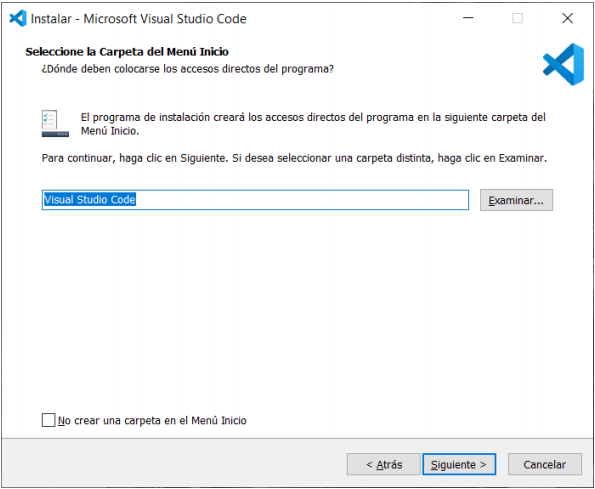 Instalar - Microsoft Visual Studio Code
Seleccione la Carpeta del Menú Inicio
¿Dónde deben colocarse los accesos directos del programa?
El programa de instalación creará los accesos directos del programa en la siguiente carpeta del
Menú Inicio.
Para continuar, haga clic en Siguiente. Si desea seleccionar una carpeta distinta, haga clic en Examinar.
Visual Studio Code
Examinar...
No crear una carpeta en el Menú Inicio
< Atrás
Siguiente >
Cancelar